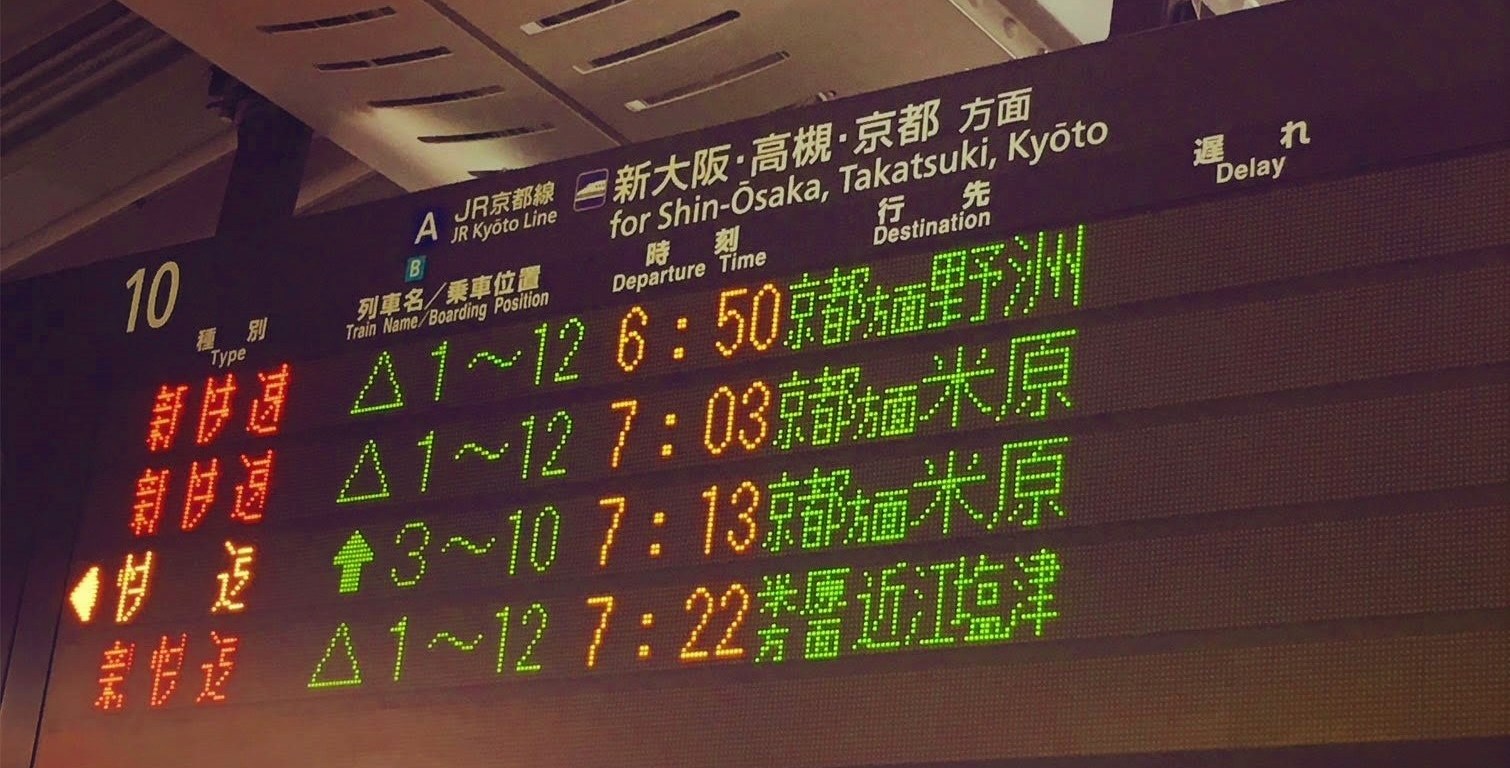 10
A JR京都線 新大阪・高槻・京都 方面
JR Kyōto Line for Shin-Ōsaka, Takatsuki, Kyōto
B
種別 列車名/乗車位置 時刻 行先 遅れ
Type Train Name/Boarding Position Departure Time Destination Delay
新快速 △1〜12 6:50 京都方面野洲
新快速 △1〜12 7:03 京都方面米原
快速 3〜10 7:13 京都方面米原
新快速 △1〜12 7:22 米原方面近江塩津